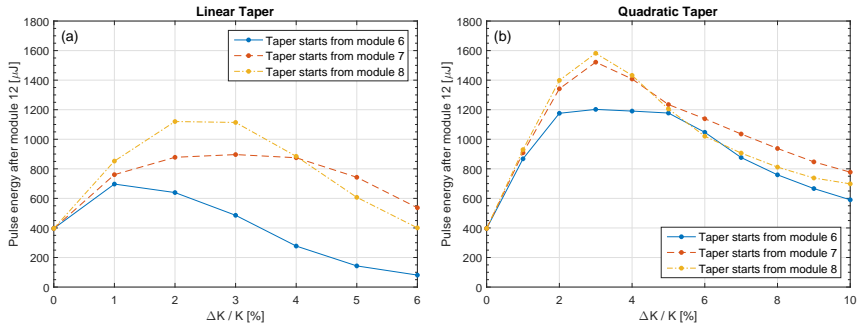 Linear Taper
(a)
Taper starts from module 6
Taper starts from module 7
Taper starts from module 8
Pulse energy after module 12 [μJ]
1800
1600
1400
1200
1000
800
600
400
200
0
0 1 2 3 4 5 6
ΔK / K [%]
Quadratic Taper
(b)
Pulse energy after module 12 [μJ]
1800
1600
1400
1200
1000
800
600
400
200
0
Taper starts from module 6
Taper starts from module 7
Taper starts from module 8
0 2 4 6 8 10
ΔK / K [%]